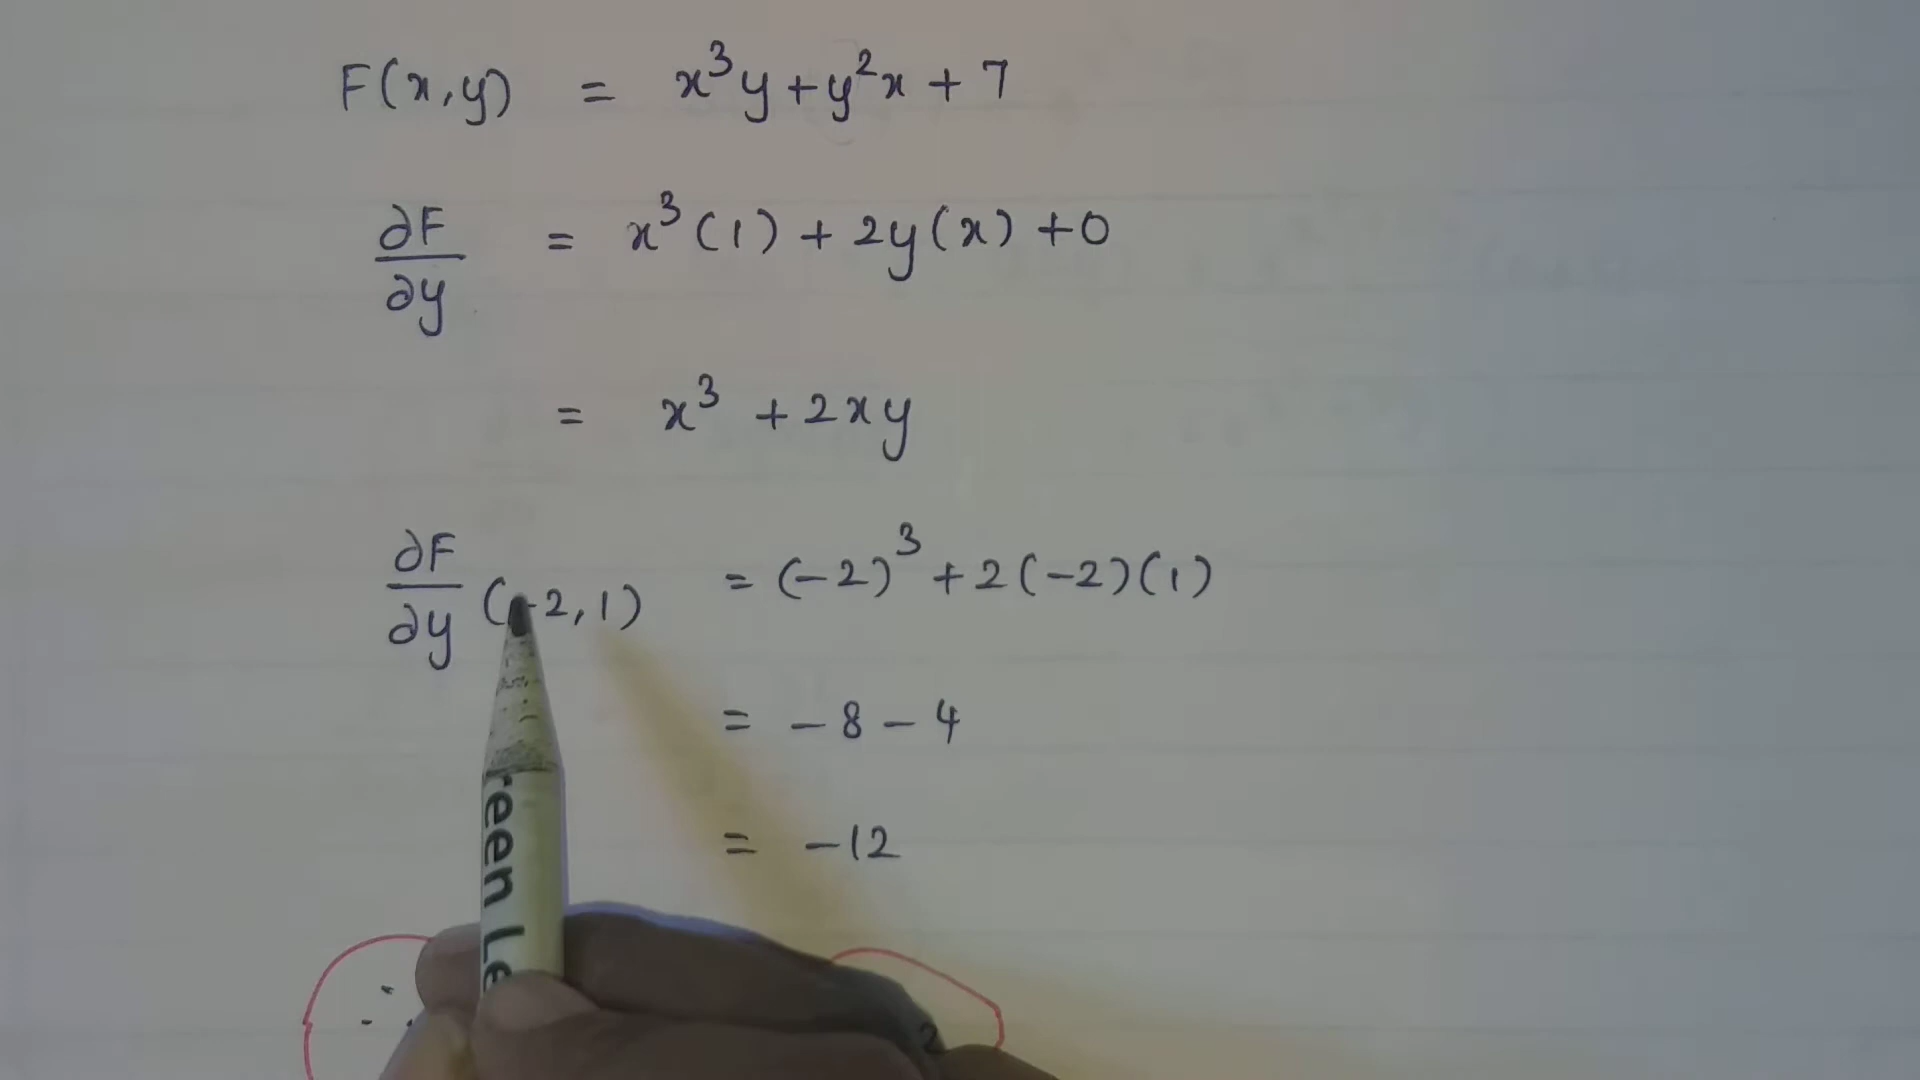 F(x,y) = x³y + y²x + 7
∂F/∂y = x³(1) + 2y(x) + 0
= x³ + 2xy
∂F/∂y (-2,1) = (-2)³ + 2(-2)(1)
= -8 - 4
= -12
reen Le
∴
2